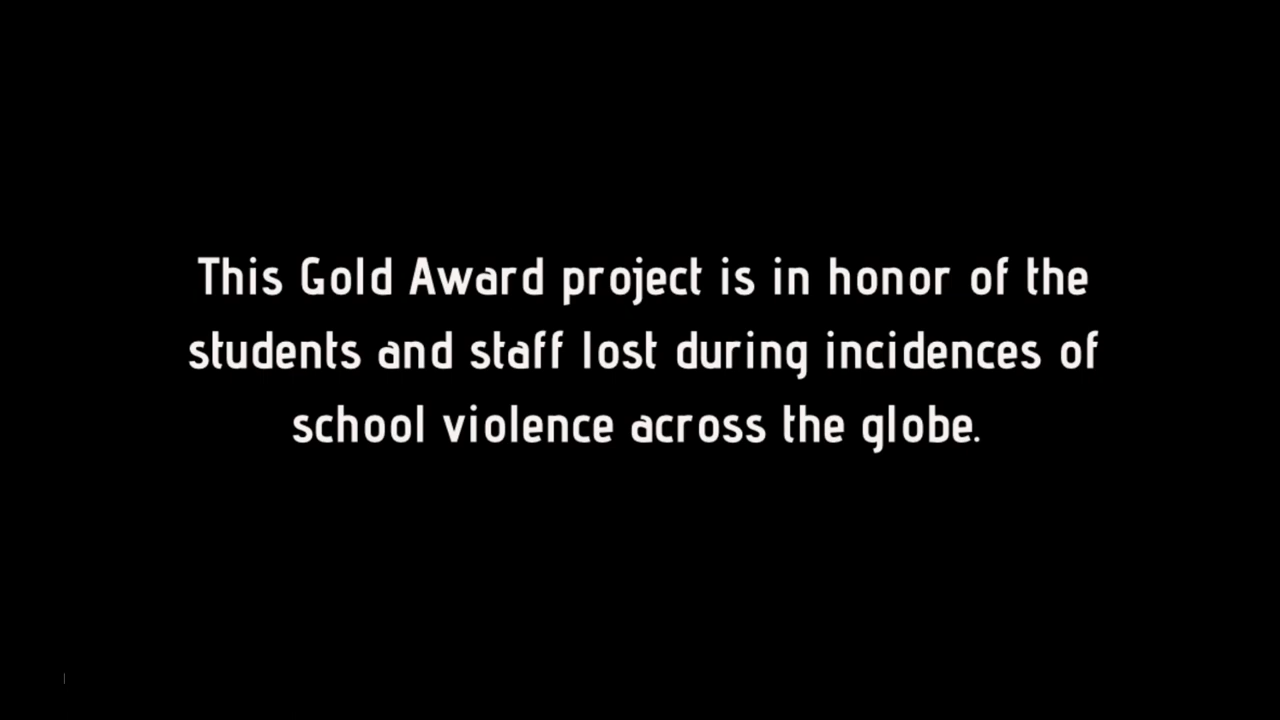 This Gold Award project is in honor of the
students and staff lost during incidences of
school violence across the globe.